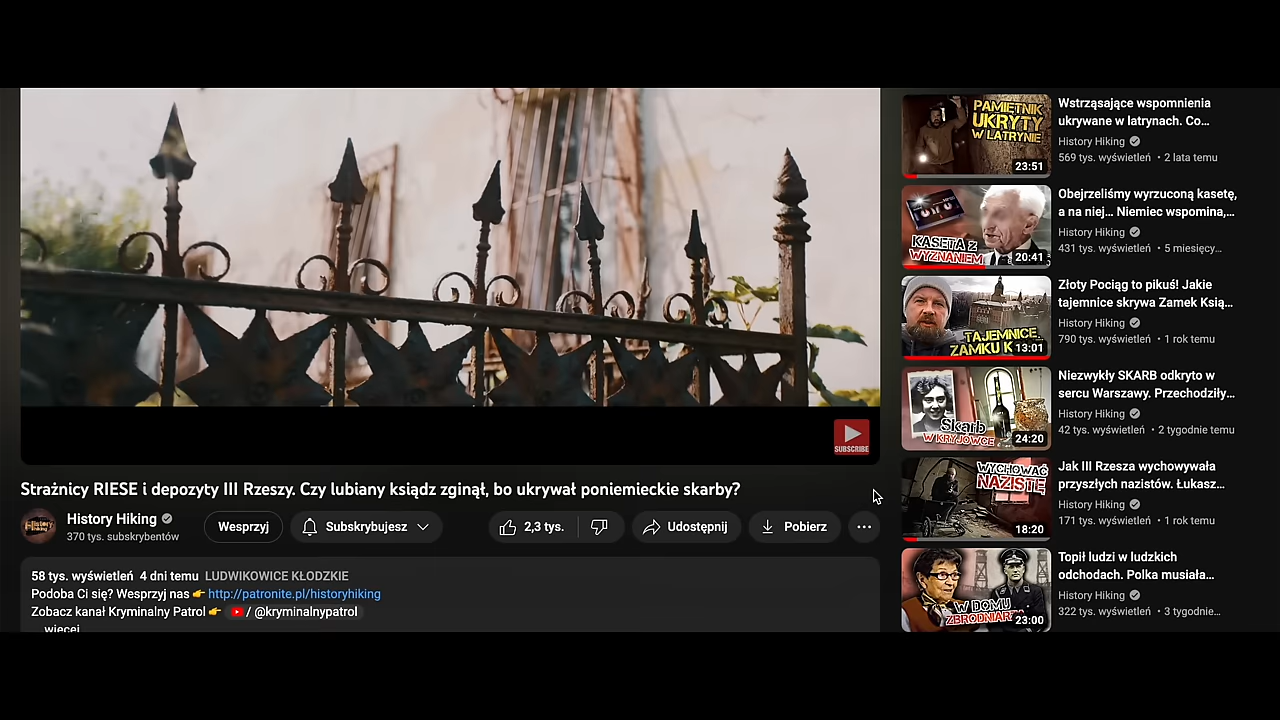 SUBSCRIBE
Strażnicy RIESE i depozyty III Rzeszy. Czy lubiany ksiądz zginął, bo ukrywał poniemieckie skarby?
History Hiking
370 tys. subskrybentów
Wesprzyj
Subskrybujesz
2,3 tys.
Udostępnij
Pobierz
58 tys. wyświetleń 4 dni temu LUDWIKOWICE KŁODZKIE
Podoba Ci się? Wesprzyj nas 👉 http://patronite.pl/historyhiking
Zobacz kanał Kryminalny Patrol 👉 / @kryminalnypatrol
...więcej
PAMIĘTNIK
UKRYTY
W LATRYNIE
23:51
Wstrząsające wspomnienia
ukrywane w latrynach. Co...
History Hiking
569 tys. wyświetleń • 2 lata temu
KASETA Z
WYZNANIEM
20:41
Obejrzeliśmy wyrzuconą kasetę,
a na niej... Niemiec wspomina,...
History Hiking
431 tys. wyświetleń • 5 miesięcy...
TAJEMNICE
ZAMKU K
13:01
Złoty Pociąg to pikuś! Jakie
tajemnice skrywa Zamek Ksią...
History Hiking
790 tys. wyświetleń • 1 rok temu
Skarb
W KRYJÓWCE
24:20
Niezwykły SKARB odkryto w
sercu Warszawy. Przechodziły...
History Hiking
42 tys. wyświetleń • 2 tygodnie temu
WYCHOWAĆ
NAZISTĘ
18:20
Jak III Rzesza wychowywała
przyszłych nazistów. Łukasz...
History Hiking
171 tys. wyświetleń • 1 rok temu
W DOMU
ZBRODNIARZ
23:00
Topił ludzi w ludzkich
odchodach. Polka musiała...
History Hiking
322 tys. wyświetleń • 3 tygodnie...